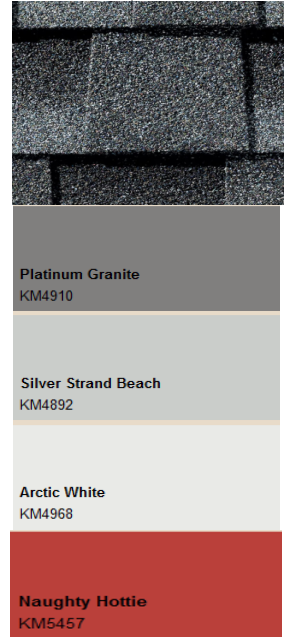 Platinum Granite
KM4910
Silver Strand Beach
KM4892
Arctic White
KM4968
Naughty Hottie
KM5457